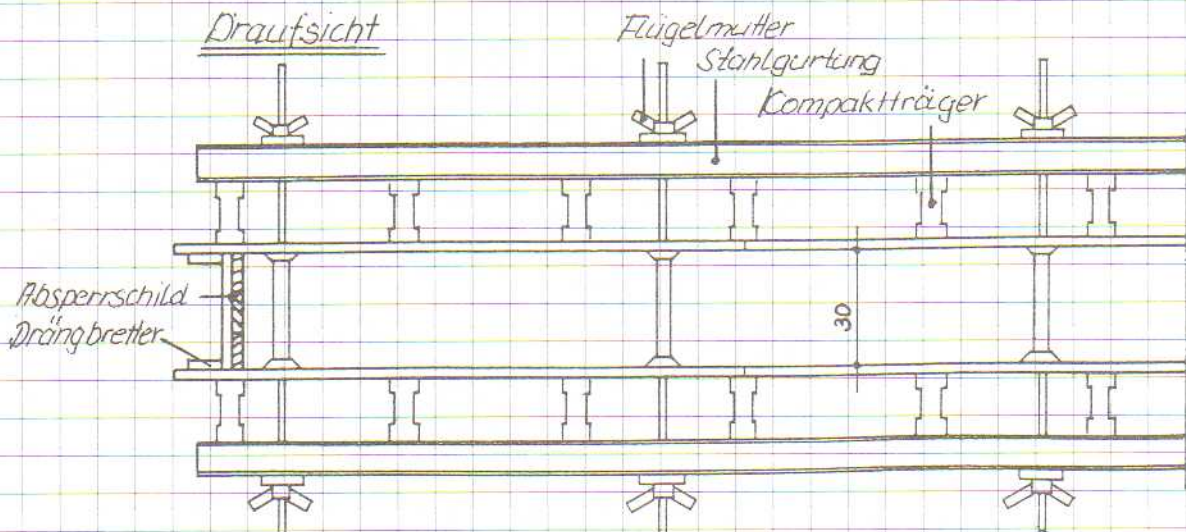 Draufsicht
Flügelmutter
Stahlgurtung
Kompaktträger
Absperrschild
Drängbretter
30